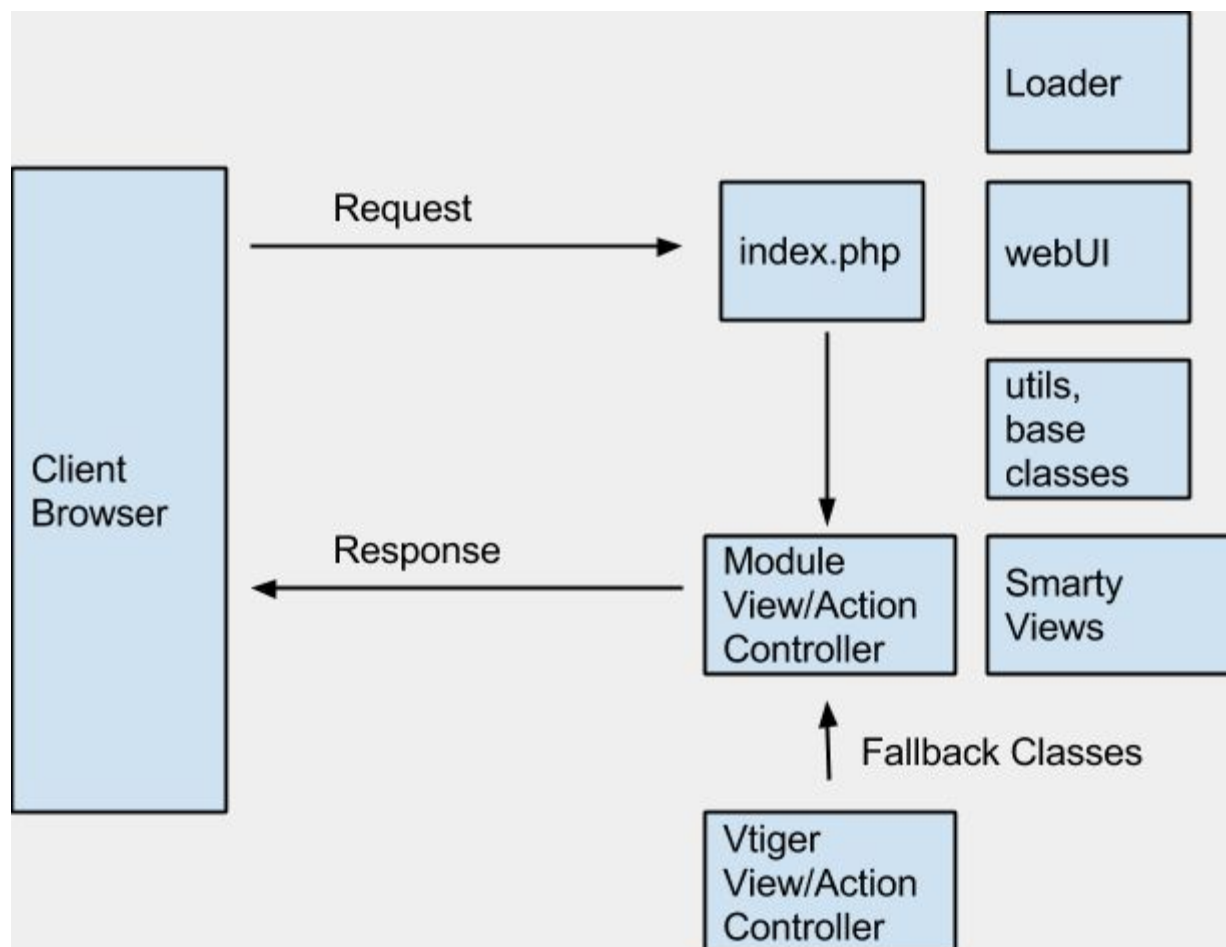 Loader
Request
index.php
webUI
utils,
base
classes
Client
Browser
Response
Module
View/Action
Controller
Smarty
Views
Fallback Classes
Vtiger
View/Action
Controller